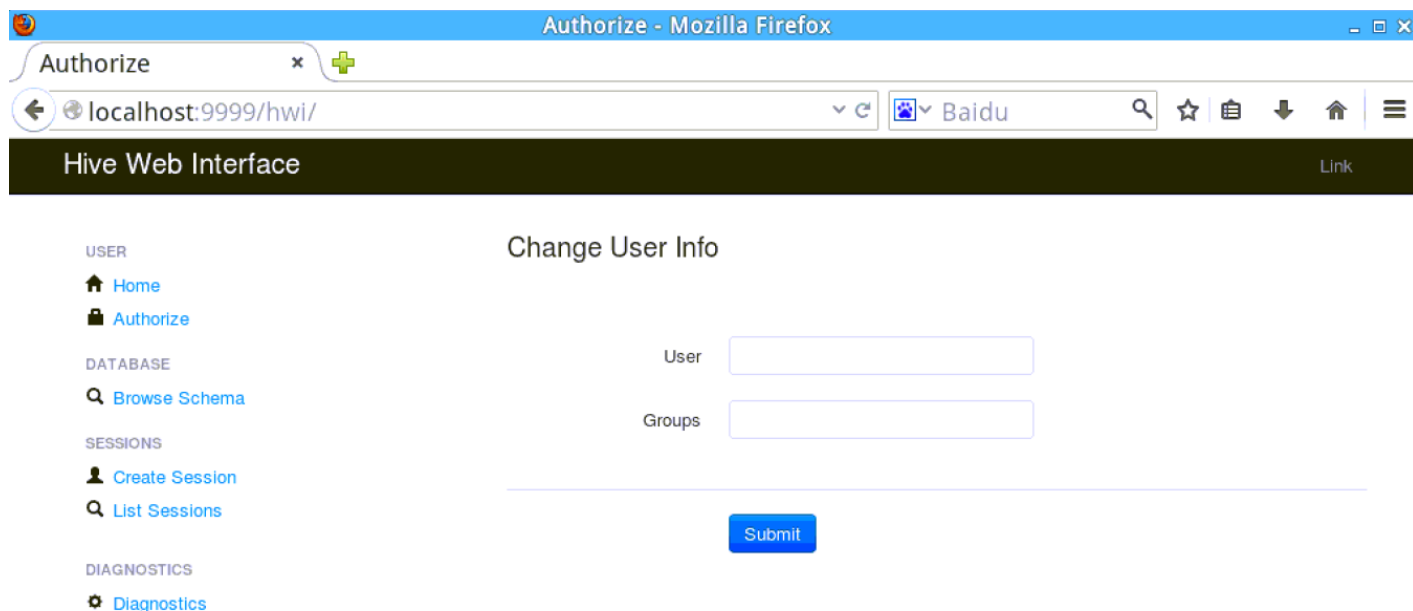 Authorize - Mozilla Firefox
Authorize
localhost:9999/hwi/
Baidu
Hive Web Interface
Link
USER
Home
Authorize
DATABASE
Browse Schema
SESSIONS
Create Session
List Sessions
DIAGNOSTICS
Diagnostics
Change User Info
User
Groups
Submit